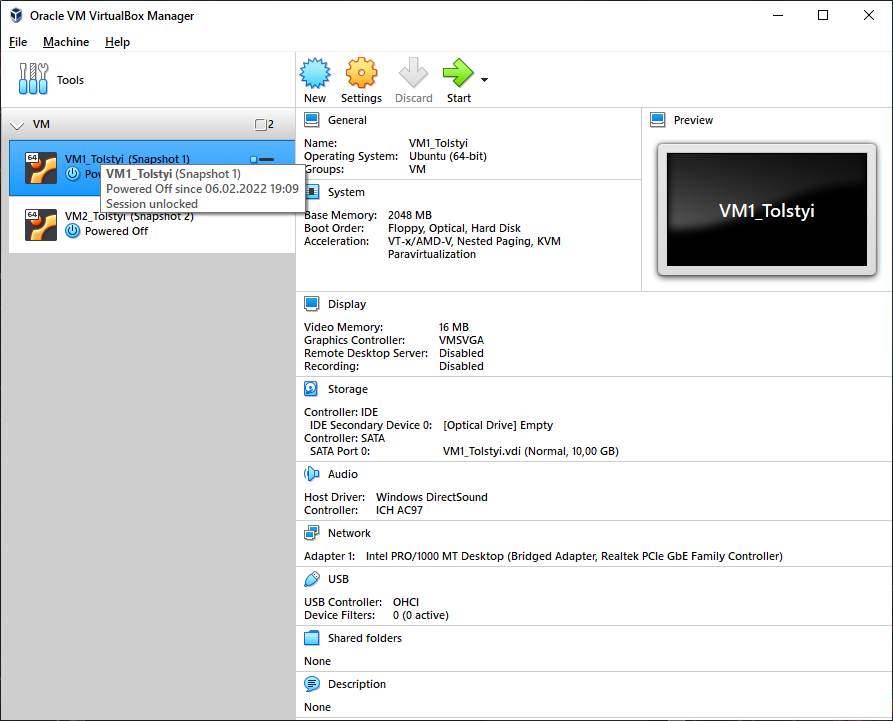 Oracle VM VirtualBox Manager
File Machine Help
Tools
New Settings Discard Start
VM 2
64 VM1_Tolstyi (Snapshot 1)
VM1_Tolstyi (Snapshot 1)
Powered Off since 06.02.2022 19:09
Session unlocked
64 VM2_Tolstyi (Snapshot 2)
Powered Off
General
Name: VM1_Tolstyi
Operating System: Ubuntu (64-bit)
Groups: VM
Preview
VM1_Tolstyi
System
Base Memory: 2048 MB
Boot Order: Floppy, Optical, Hard Disk
Acceleration: VT-x/AMD-V, Nested Paging, KVM
Paravirtualization
Display
Video Memory: 16 MB
Graphics Controller: VMSVGA
Remote Desktop Server: Disabled
Recording: Disabled
Storage
Controller: IDE
IDE Secondary Device 0: [Optical Drive] Empty
Controller: SATA
SATA Port 0: VM1_Tolstyi.vdi (Normal, 10,00 GB)
Audio
Host Driver: Windows DirectSound
Controller: ICH AC97
Network
Adapter 1: Intel PRO/1000 MT Desktop (Bridged Adapter, Realtek PCIe GbE Family Controller)
USB
USB Controller: OHCI
Device Filters: 0 (0 active)
Shared folders
None
Description
None